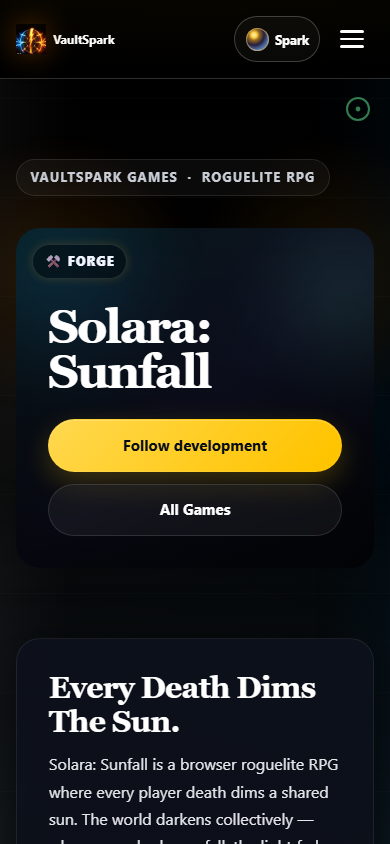 VaultSpark
Spark
VAULTSPARK GAMES · ROGUELITE RPG
FORGE
Solara:
Sunfall
Follow development
All Games
Every Death Dims
The Sun.
Solara: Sunfall is a browser roguelite RPG
where every player death dims a shared
sun. The world darkens collectively —